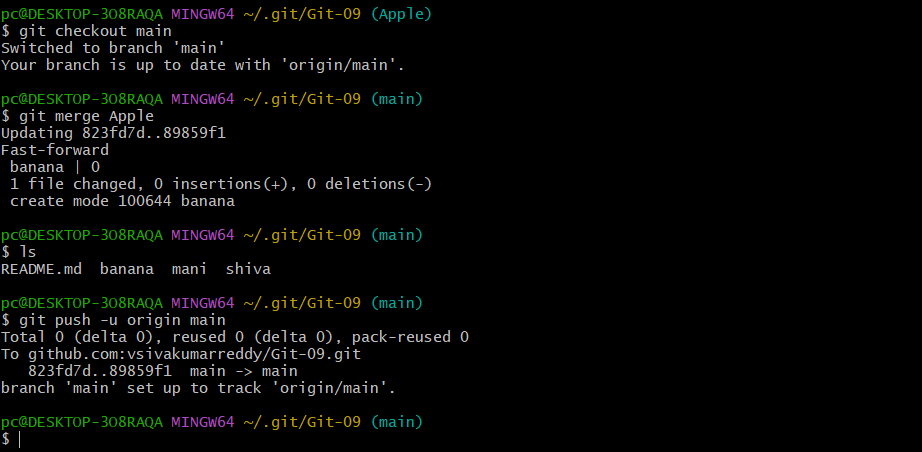 pc@DESKTOP-3O8RAQA MINGW64 ~/.git/Git-09 (Apple)
$ git checkout main
Switched to branch 'main'
Your branch is up to date with 'origin/main'.
pc@DESKTOP-3O8RAQA MINGW64 ~/.git/Git-09 (main)
$ git merge Apple
Updating 823fd7d..89859f1
Fast-forward
 banana | 0
 1 file changed, 0 insertions(+), 0 deletions(-)
 create mode 100644 banana
pc@DESKTOP-3O8RAQA MINGW64 ~/.git/Git-09 (main)
$ ls
README.md  banana  mani  shiva
pc@DESKTOP-3O8RAQA MINGW64 ~/.git/Git-09 (main)
$ git push -u origin main
Total 0 (delta 0), reused 0 (delta 0), pack-reused 0
To github.com:vsivakumarreddy/Git-09.git
   823fd7d..89859f1  main -> main
branch 'main' set up to track 'origin/main'.
pc@DESKTOP-3O8RAQA MINGW64 ~/.git/Git-09 (main)
$